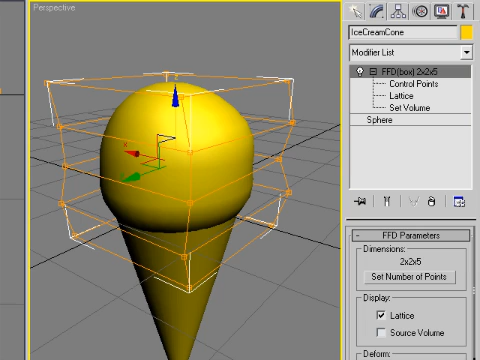 Perspective
z
x
IceCreamCone
Modifier List
FFD(box) 2x2x5
Control Points
Lattice
Set Volume
Sphere
FFD Parameters
Dimensions:
2x2x5
Set Number of Points
Display:
Lattice
Source Volume
Deform: